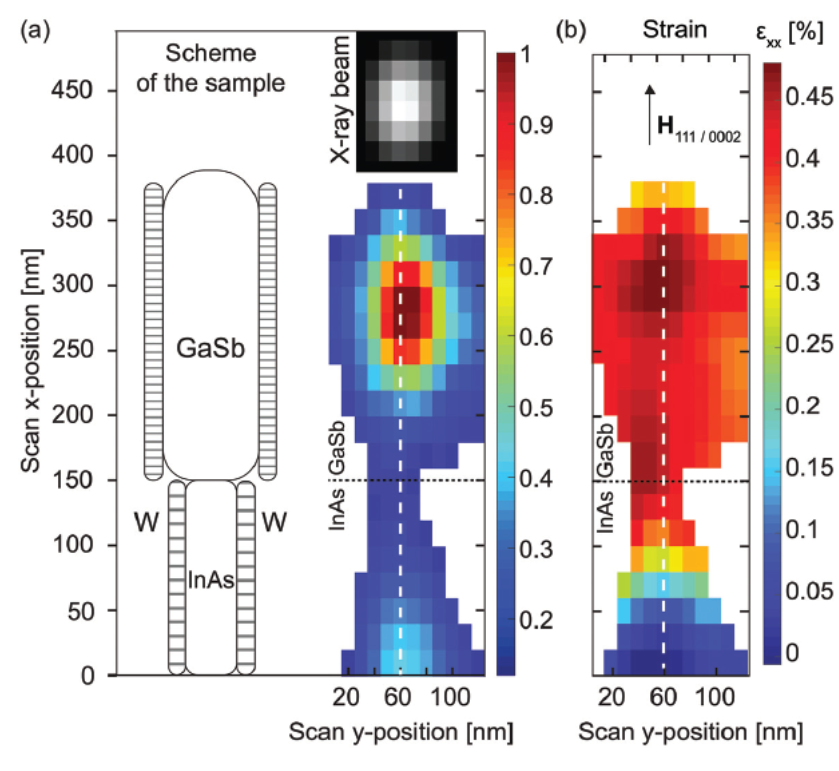 (a)
Scheme
of the sample
X-ray beam
Scan x-position [nm]
450
400
350
300
250
200
150
100
50
0
GaSb
W
W
InAs
GaSb
InAs
20
60
100
Scan y-position [nm]
1
0.9
0.8
0.7
0.6
0.5
0.4
0.3
0.2
(b)
Strain
εxx [%]
H111 / 0002
GaSb
InAs
20
60
100
Scan y-position [nm]
0.45
0.4
0.35
0.3
0.25
0.2
0.15
0.1
0.05
0